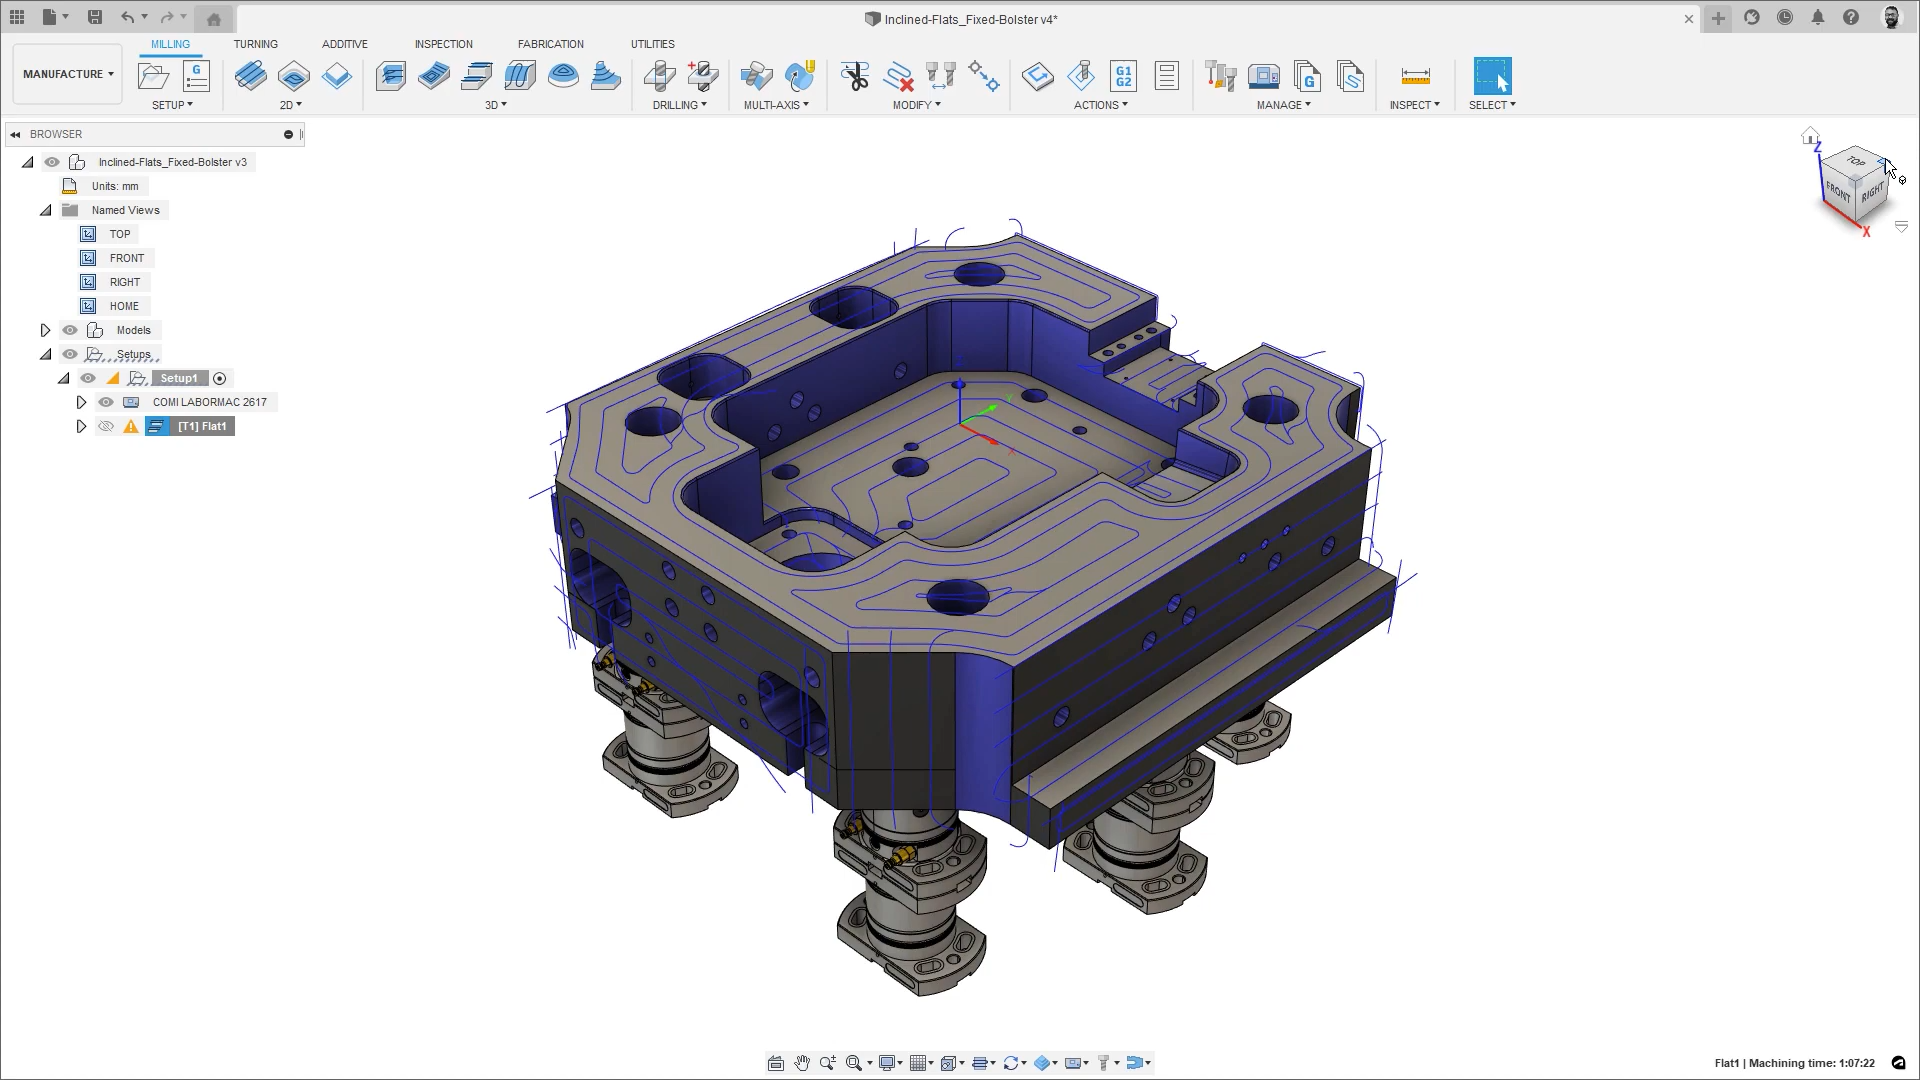 Inclined-Flats_Fixed-Bolster v4*
MILLING TURNING ADDITIVE INSPECTION FABRICATION UTILITIES
MANUFACTURE
G
G1
G2
G
SETUP 2D 3D DRILLING MULTI-AXIS MODIFY ACTIONS MANAGE INSPECT SELECT
BROWSER
Inclined-Flats_Fixed-Bolster v3
Units: mm
Named Views
TOP
FRONT
RIGHT
HOME
Models
Setups
Setup1
COMI LABORMAC 2617
[T1] Flat1
Z
TOP
FRONT
RIGHT
X
Y
X
Flat1 | Machining time: 1:07:22